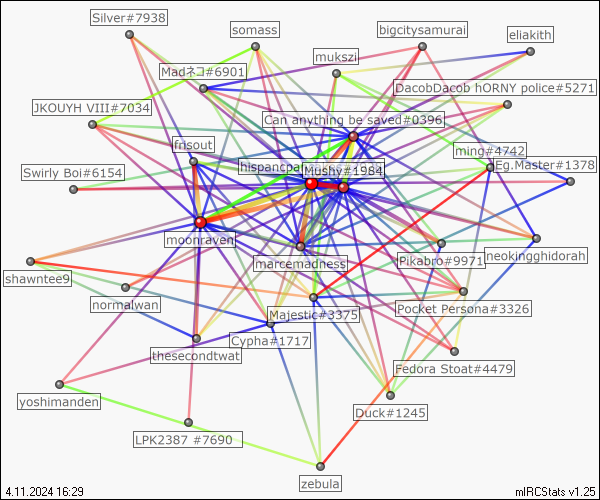 Silver#7938
somass
bigcitysamurai
eliakith
mukszi
Madネコ#6901
DacobDacob hORNY police#5271
JKOUYH VIII#7034
Can anything be saved#0396
frisout
ming#4742
hispancpa
Mushy#1984
Eg.Master#1378
Swirly Boi#6154
moonraven
neokingghidorah
marcemadness
Pikabro#9971
shawntee9
normalwan
Majestic#3375
Pocket Persona#3326
Cypha#1717
thesecondtwat
Fedora Stoat#4479
yoshimanden
Duck#1245
LPK2387 #7690
zebula
4.11.2024 16:29
mIRCStats v1.25